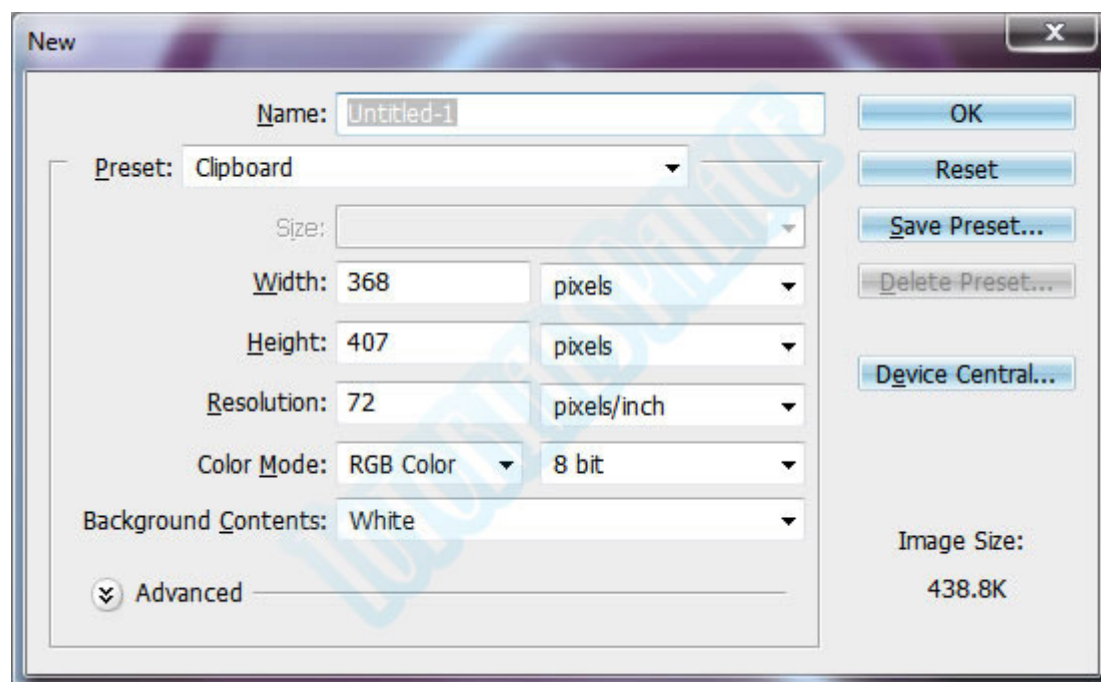 New
x
Name: Untitled-1
OK
Preset: Clipboard
Reset
Size:
Save Preset...
Width: 368 pixels
Delete Preset...
Height: 407 pixels
Device Central...
Resolution: 72 pixels/inch
Color Mode: RGB Color 8 bit
Background Contents: White
Image Size:
438.8K
Advanced